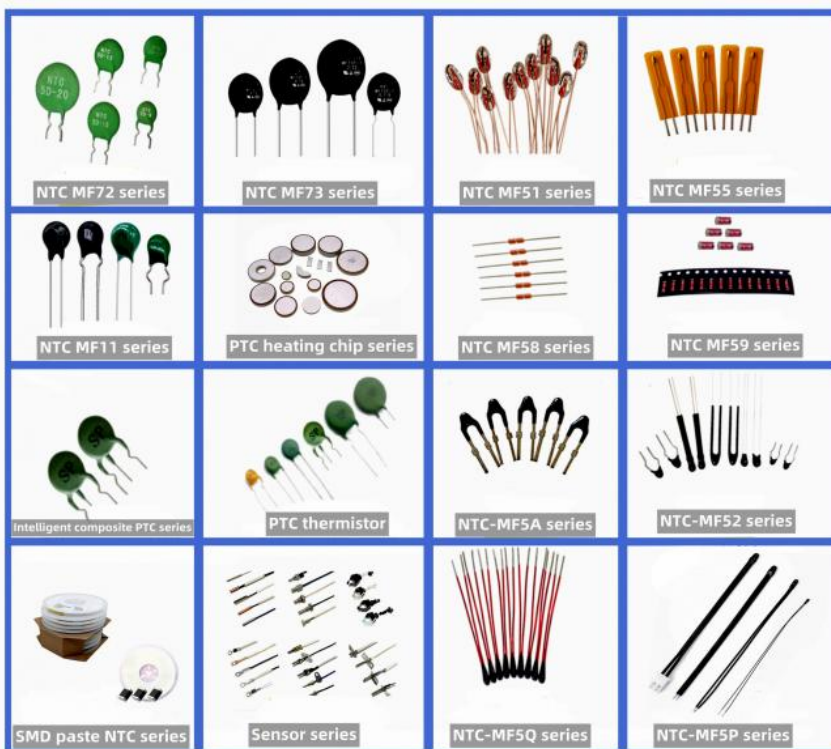 NTC
5D-20
NTC MF72 series
NTC MF73 series
NTC MF51 series
NTC MF55 series
NTC MF11 series
PTC heating chip series
NTC MF58 series
NTC MF59 series
SP
SP
Intelligent composite PTC series
PTC thermistor
NTC-MF5A series
NTC-MF52 series
SMD paste NTC series
Sensor series
NTC-MF5Q series
NTC-MF5P series